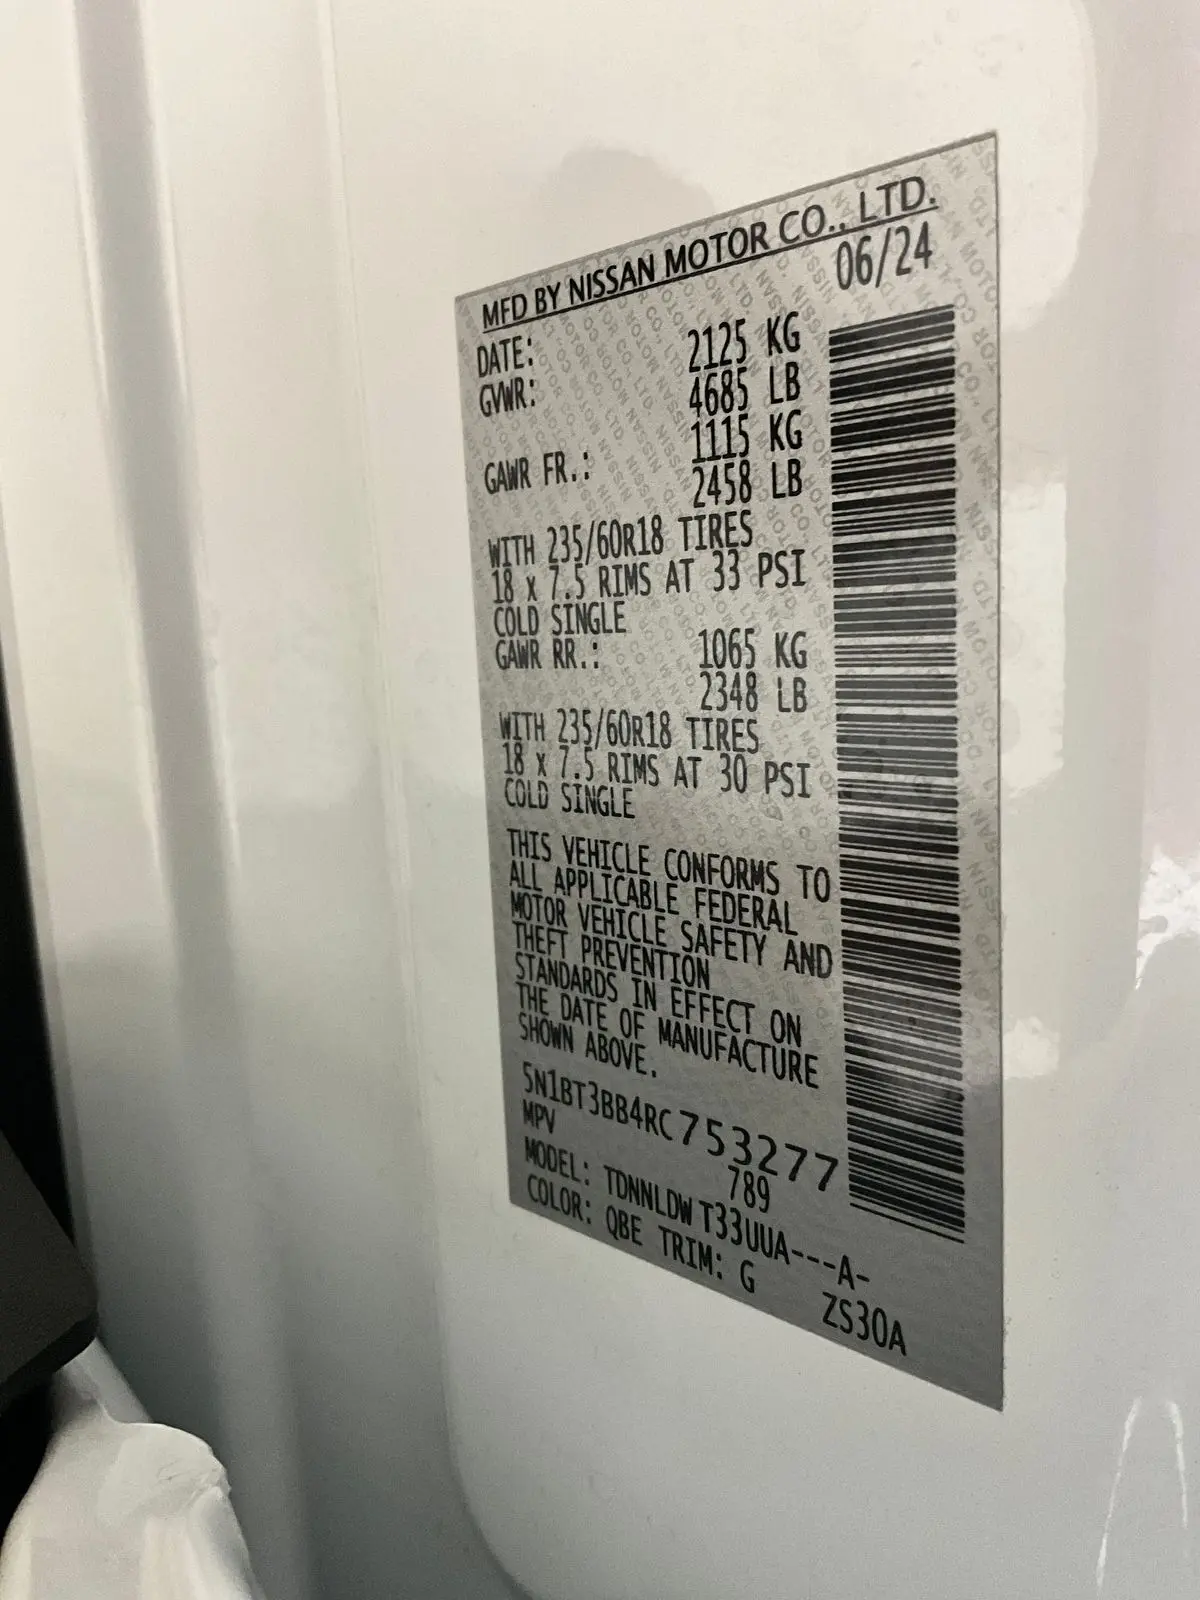 MFD BY NISSAN MOTOR CO., LTD.
DATE: 06/24
GVWR: 2125 KG
4685 LB
GAWR FR.: 1115 KG
2458 LB
WITH 235/60R18 TIRES
18 x 7.5 RIMS AT 33 PSI
COLD SINGLE
GAWR RR.: 1065 KG
2348 LB
WITH 235/60R18 TIRES
18 x 7.5 RIMS AT 30 PSI
COLD SINGLE
THIS VEHICLE CONFORMS TO
ALL APPLICABLE FEDERAL
MOTOR VEHICLE SAFETY AND
THEFT PREVENTION
STANDARDS IN EFFECT ON
THE DATE OF MANUFACTURE
SHOWN ABOVE.
5N1BT3BB4RC753277
MPV 789
MODEL: TDNNLDW T33UUA---A-
COLOR: QBE TRIM: G ZS30A